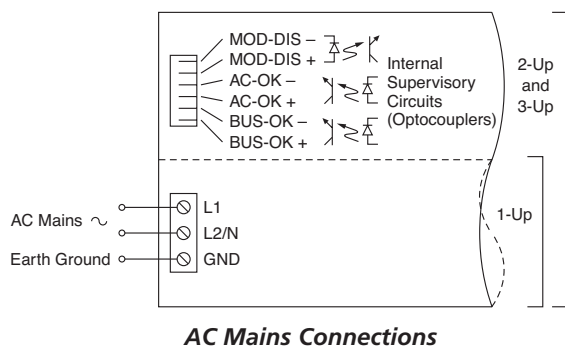 MOD-DIS –
MOD-DIS +
AC-OK –
AC-OK +
BUS-OK –
BUS-OK +
Internal
Supervisory
Circuits
(Optocouplers)
2-Up
and
3-Up
1-Up
AC Mains ~
Earth Ground
L1
L2/N
GND
AC Mains Connections